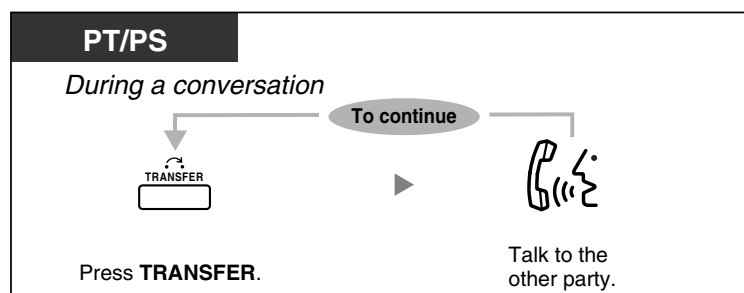 PT/PS
During a conversation
To continue
TRANSFER
Press TRANSFER.
Talk to the
other party.